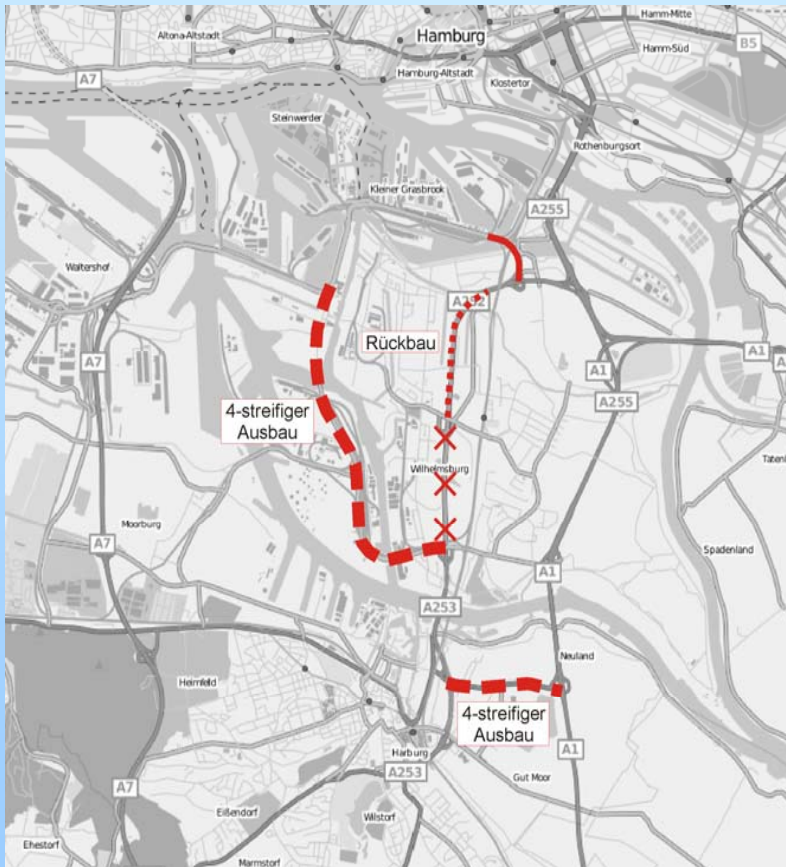 Hamm-Mitte
Altona-Altstadt
Hamburg
B5
Hamm-Süd
A7
Hamburg-Altstadt
Klostertor
Steinwerder
Rothenburgsort
Kleiner Grasbrook
A255
Waltershof
A252
Rückbau
A7
A1
A1
A255
4-streifiger
Ausbau
Wilhelmsburg
Moorburg
A7
Spadenland
A1
A253
Neuland
Heimfeld
4-streifiger
Ausbau
Harburg
A1
A253
Gut Moor
A7
Eißendorf
Wilstorf
Ehestorf
Marmstorf